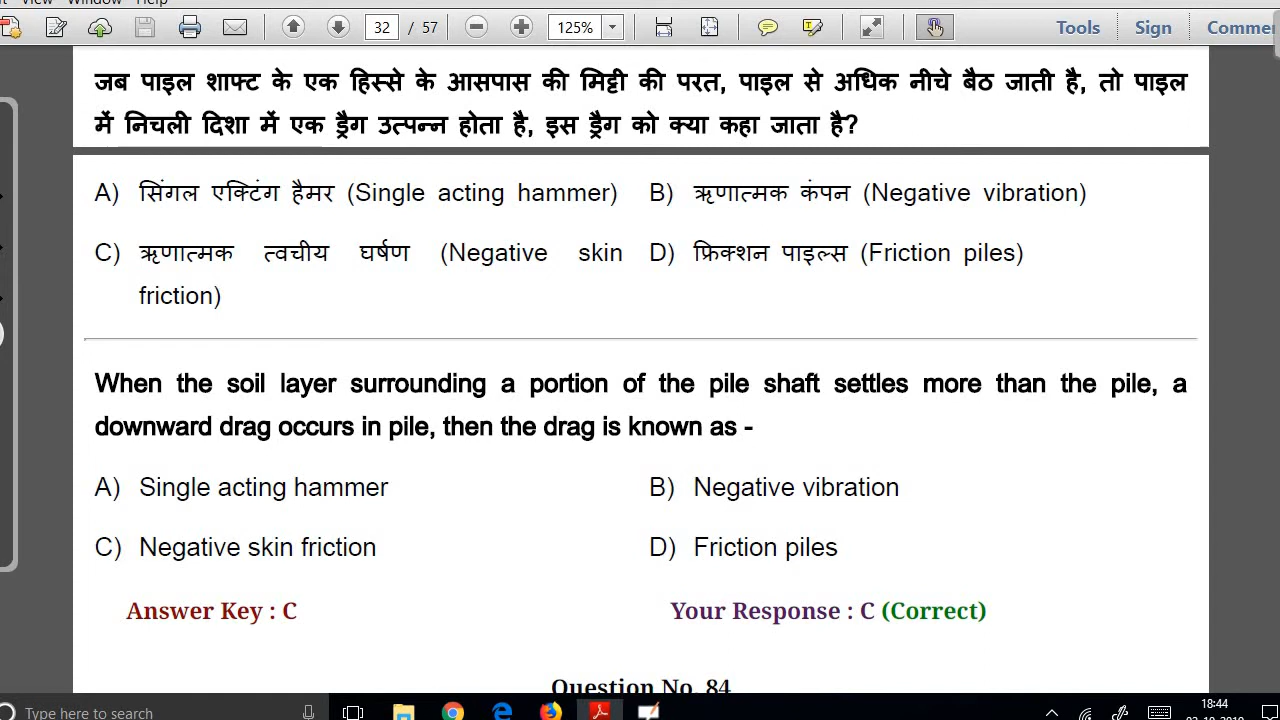 View Window Help
32 / 57 125% Tools Sign Comme
जब पाइल शाफ्ट के एक हिस्से के आसपास की मिट्टी की परत, पाइल से अधिक नीचे बैठ जाती है, तो पाइल
में निचली दिशा में एक ड्रैग उत्पन्न होता है, इस ड्रैग को क्या कहा जाता है?
A) सिंगल एक्टिंग हैमर (Single acting hammer) B) ऋणात्मक कंपन (Negative vibration)
C) ऋणात्मक त्वचीय घर्षण (Negative skin D) फ्रिक्शन पाइल्स (Friction piles)
friction)
When the soil layer surrounding a portion of the pile shaft settles more than the pile, a
downward drag occurs in pile, then the drag is known as -
A) Single acting hammer B) Negative vibration
C) Negative skin friction D) Friction piles
Answer Key : C Your Response : C (Correct)
Question No. 84
Type here to search 18:44